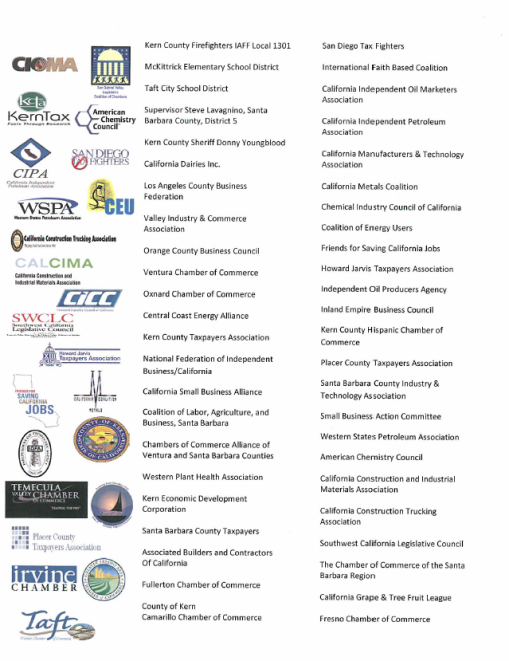 CIOMA
kcta
KernTax
American
Chemistry
Council
CIPA
SAN DIEGO
FIGHTERS
WSPA
Western States Petroleum Association
CEU
California Construction Trucking Association
CALCIMA
California Construction and
Industrial Materials Association
CICC
SWCLC
Southwest California
Legislative Council
Howard Jarvis
Taxpayers Association
SAVING
CALIFORNIA
JOBS
CALIFORNIA COALITION
METALS
TEMECULA
VALLEY CHAMBER
OF COMMERCE
Placer County
Taxpayers Association
irvine
CHAMBER
Taft
Kern County Firefighters IAFF Local 1301
McKittrick Elementary School District
Taft City School District
Supervisor Steve Lavagnino, Santa
Barbara County, District 5
Kern County Sheriff Donny Youngblood
California Dairies Inc.
Los Angeles County Business
Federation
Valley Industry & Commerce
Association
Orange County Business Council
Ventura Chamber of Commerce
Oxnard Chamber of Commerce
Central Coast Energy Alliance
Kern County Taxpayers Association
National Federation of Independent
Business/California
California Small Business Alliance
Coalition of Labor, Agriculture, and
Business, Santa Barbara
Chambers of Commerce Alliance of
Ventura and Santa Barbara Counties
Western Plant Health Association
Kern Economic Development
Corporation
Santa Barbara County Taxpayers
Associated Builders and Contractors
Of California
Fullerton Chamber of Commerce
County of Kern
Camarillo Chamber of Commerce
San Diego Tax Fighters
International Faith Based Coalition
California Independent Oil Marketers
Association
California Independent Petroleum
Association
California Manufacturers & Technology
Association
California Metals Coalition
Chemical Industry Council of California
Coalition of Energy Users
Friends for Saving California Jobs
Howard Jarvis Taxpayers Association
Independent Oil Producers Agency
Inland Empire Business Council
Kern County Hispanic Chamber of
Commerce
Placer County Taxpayers Association
Santa Barbara County Industry &
Technology Association
Small Business Action Committee
Western States Petroleum Association
American Chemistry Council
California Construction and Industrial
Materials Association
California Construction Trucking
Association
Southwest California Legislative Council
The Chamber of Commerce of the Santa
Barbara Region
California Grape & Tree Fruit League
Fresno Chamber of Commerce